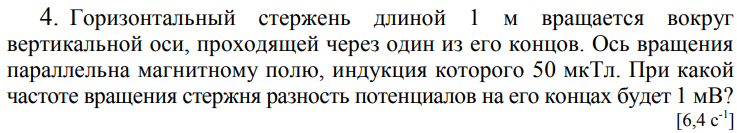 4. Горизонтальный стержень длиной 1 м вращается вокруг
вертикальной оси, проходящей через один из его концов. Ось вращения
параллельна магнитному полю, индукция которого 50 мкТл. При какой
частоте вращения стержня разность потенциалов на его концах будет 1 мВ?
[6,4 с⁻¹]